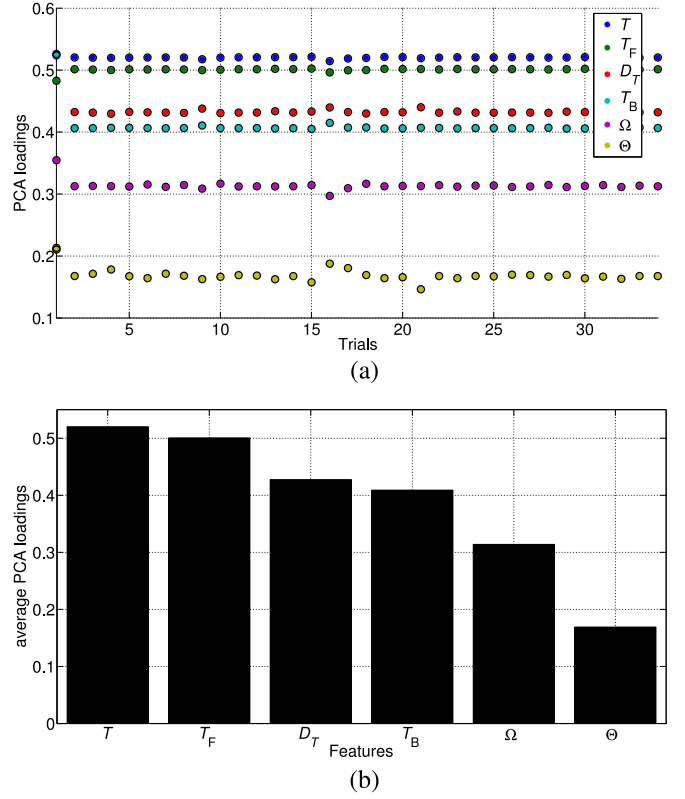 0.6
0.5
0.4
0.3
0.2
0.1
PCA loadings
T
T_F
D_T
T_B
Ω
Θ
5 10 15 20 25 30
Trials
(a)
0.5
0.4
0.3
0.2
0.1
0
average PCA loadings
T T_F D_T T_B Ω Θ
Features
(b)